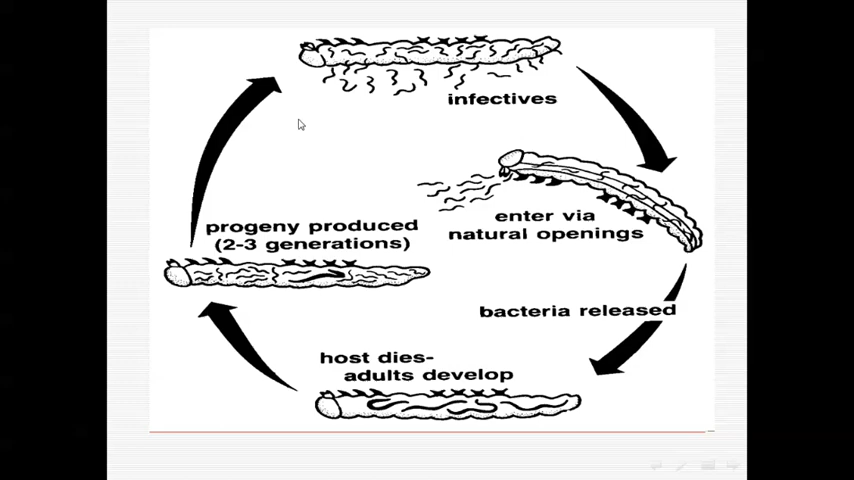 infectives
enter via
natural openings
bacteria released
host dies-
adults develop
progeny produced
(2-3 generations)